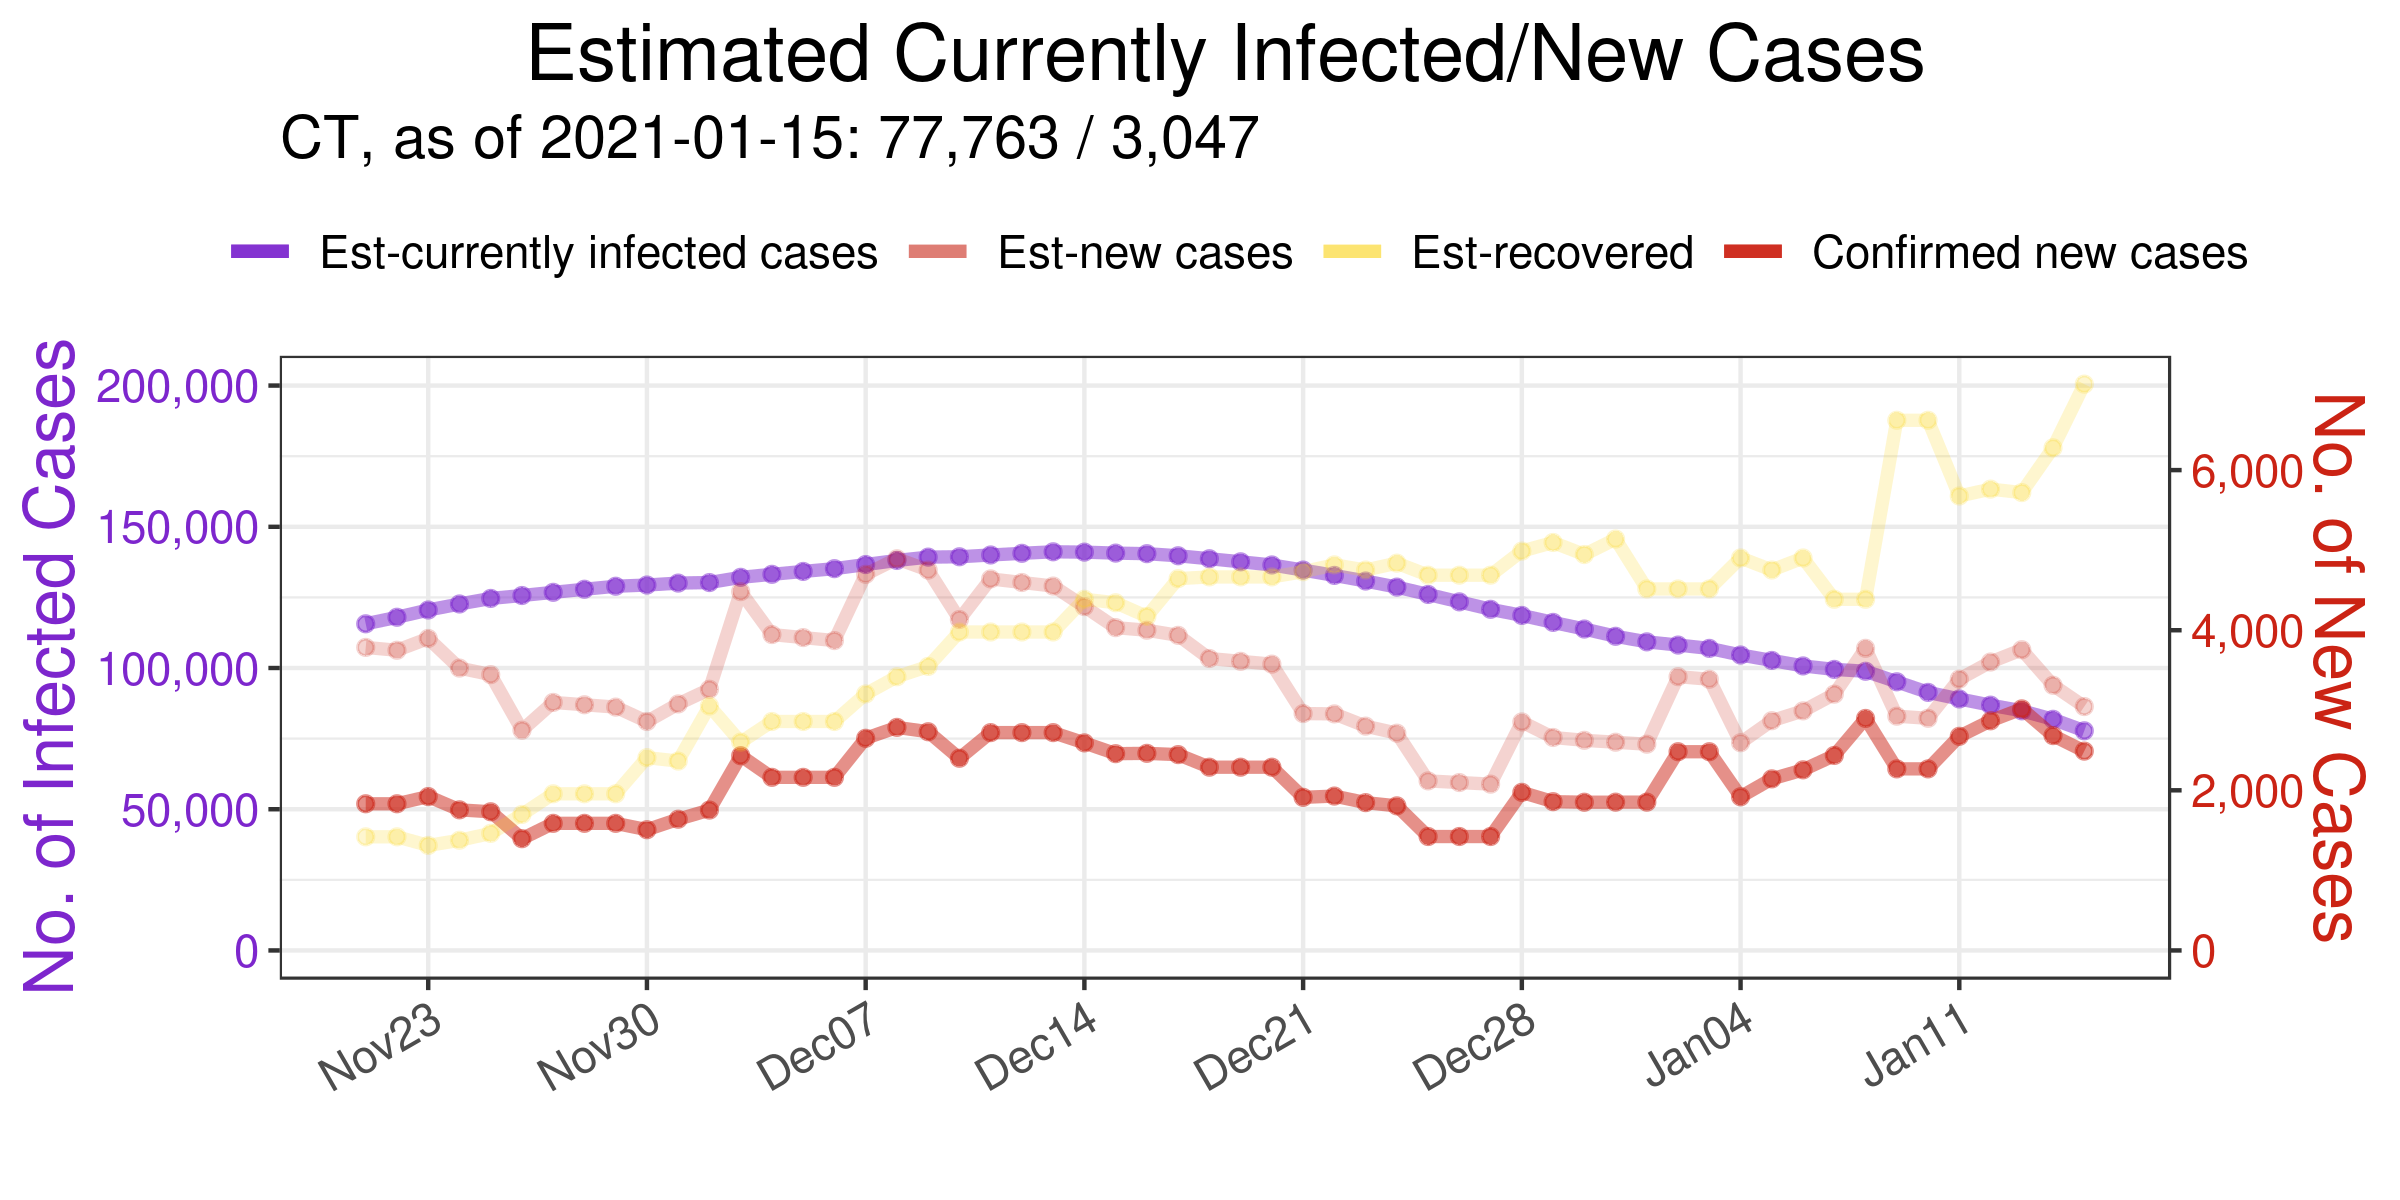 Estimated Currently Infected/New Cases
CT, as of 2021-01-15: 77,763 / 3,047
Est-currently infected cases Est-new cases Est-recovered Confirmed new cases
No. of Infected Cases
200,000
150,000
100,000
50,000
0
6,000
4,000
2,000
0
No. of New Cases
Nov23 Nov30 Dec07 Dec14 Dec21 Dec28 Jan04 Jan11